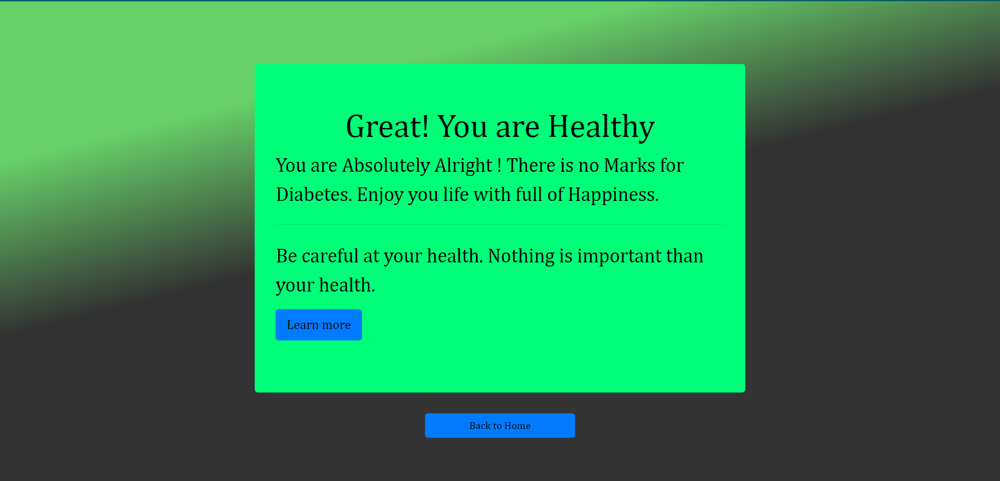 Great! You are Healthy
You are Absolutely Alright ! There is no Marks for
Diabetes. Enjoy you life with full of Happiness.
Be careful at your health. Nothing is important than
your health.
Learn more
Back to Home